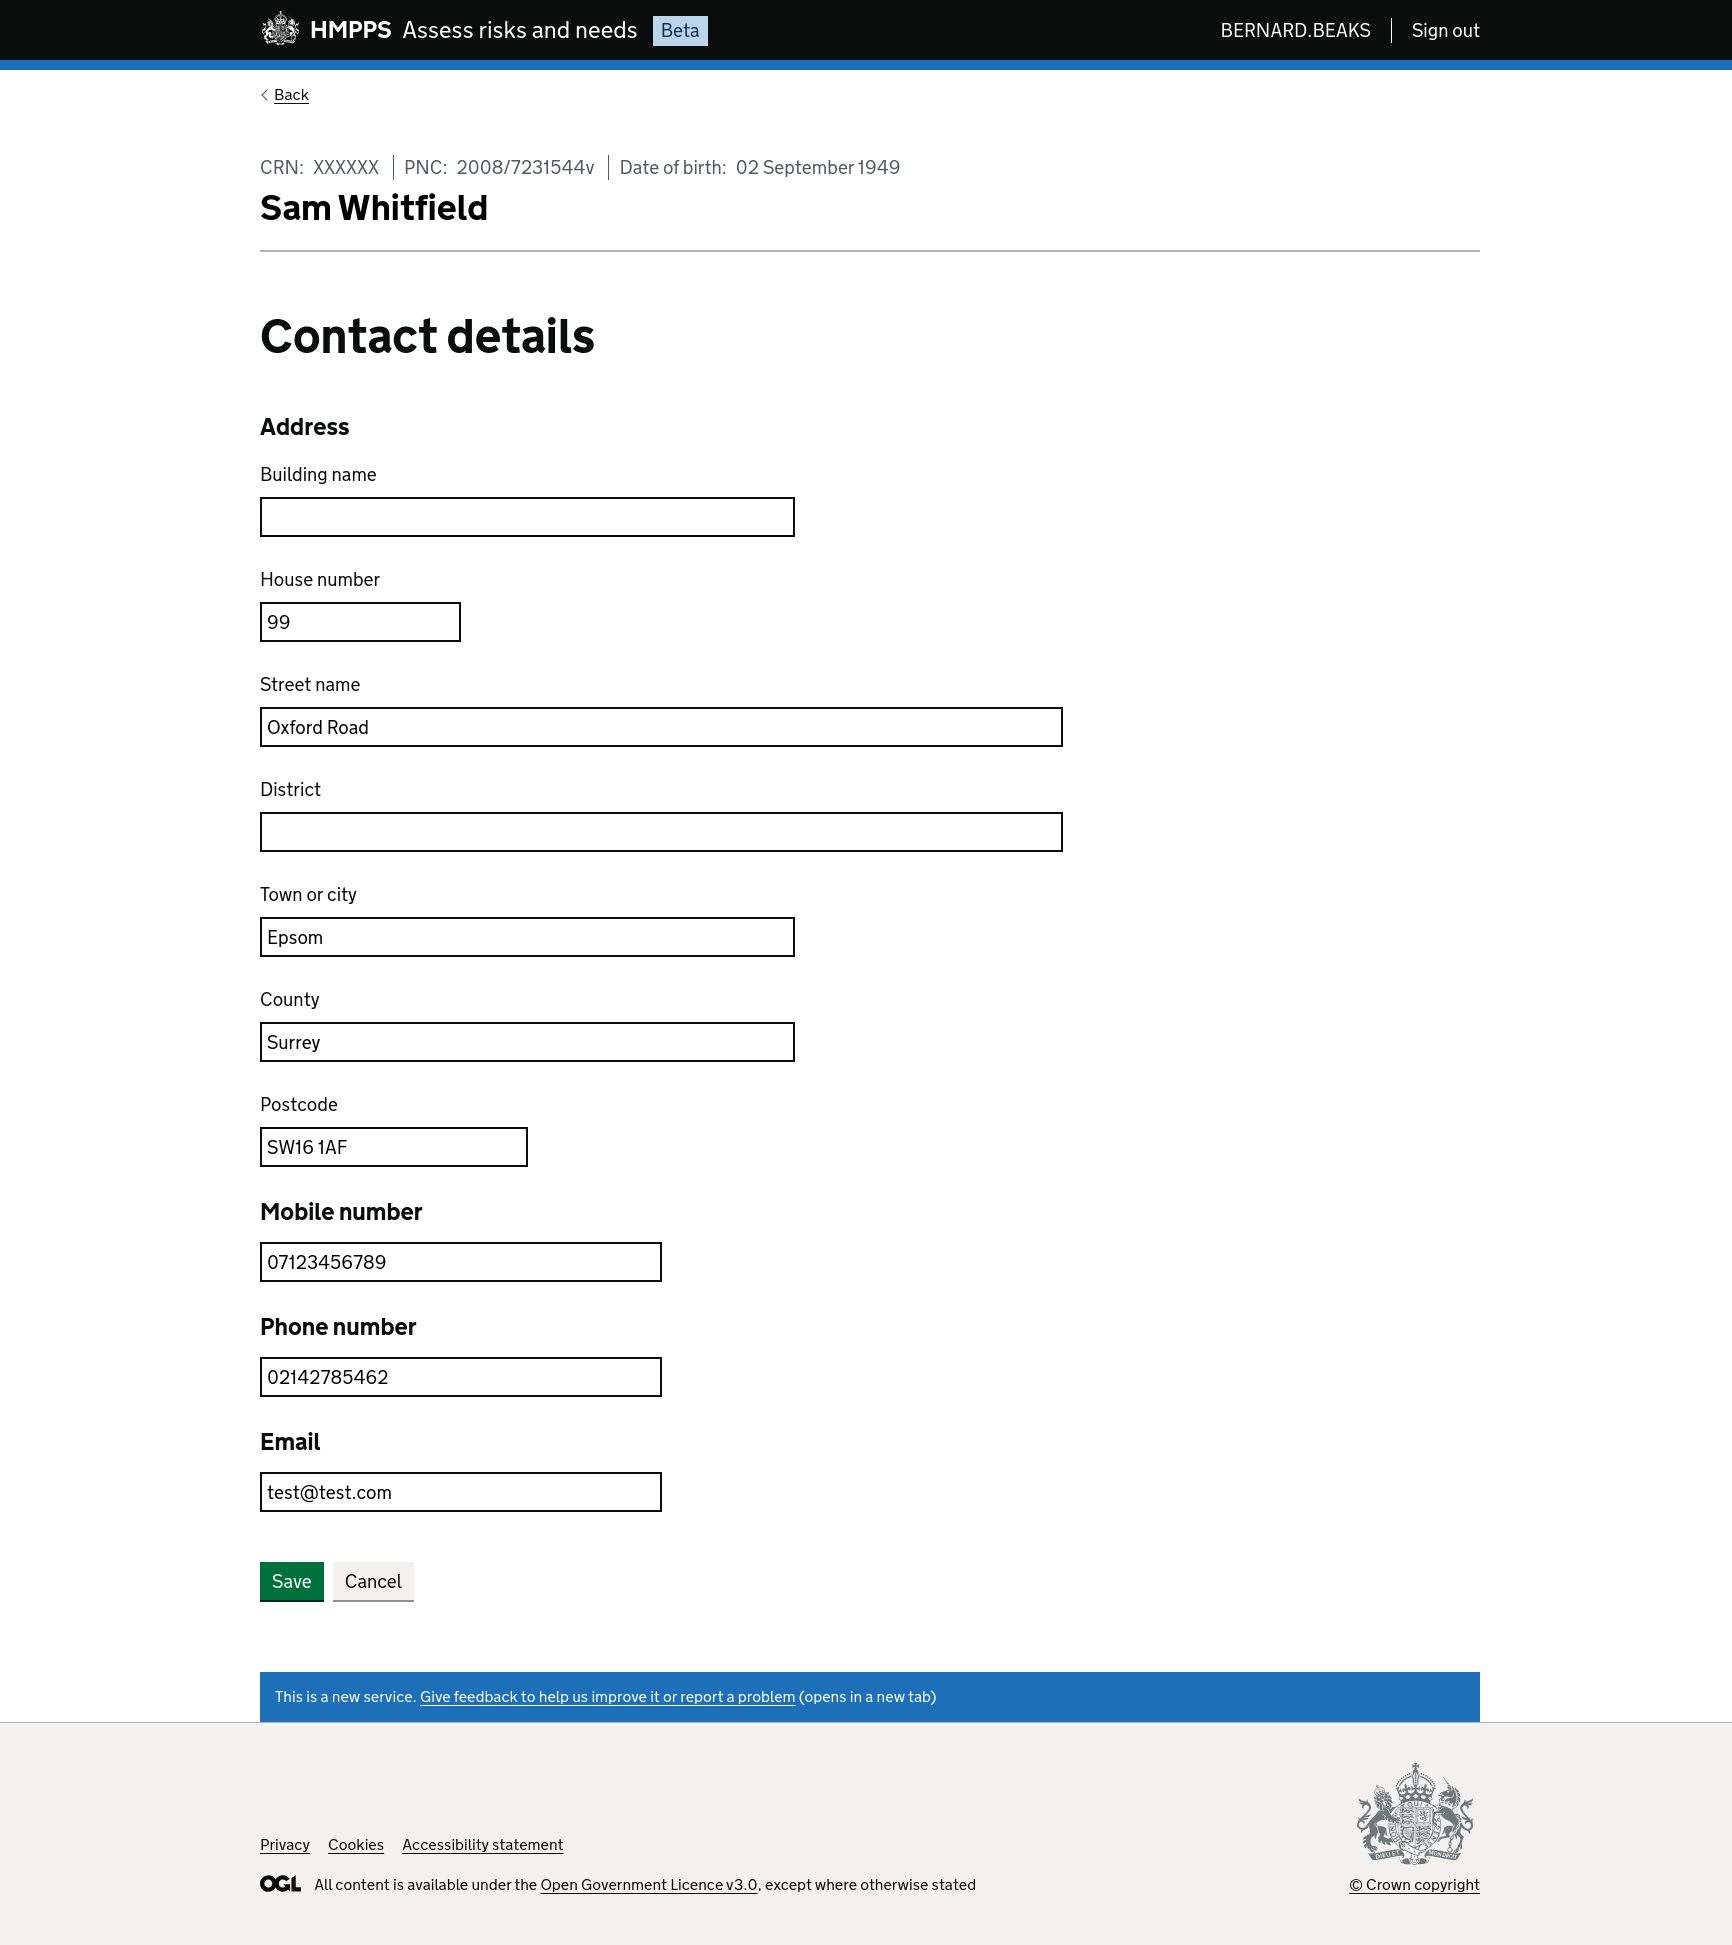 HMPPS Assess risks and needs Beta BERNARD.BEAKS Sign out
Back
CRN: XXXXXX PNC: 2008/7231544v Date of birth: 02 September 1949
Sam Whitfield
Contact details
Address
Building name
House number
99
Street name
Oxford Road
District
Town or city
Epsom
County
Surrey
Postcode
SW16 1AF
Mobile number
07123456789
Phone number
02142785462
Email
test@test.com
Save Cancel
This is a new service. Give feedback to help us improve it or report a problem (opens in a new tab)
Privacy Cookies Accessibility statement
OGL All content is available under the Open Government Licence v3.0, except where otherwise stated
© Crown copyright